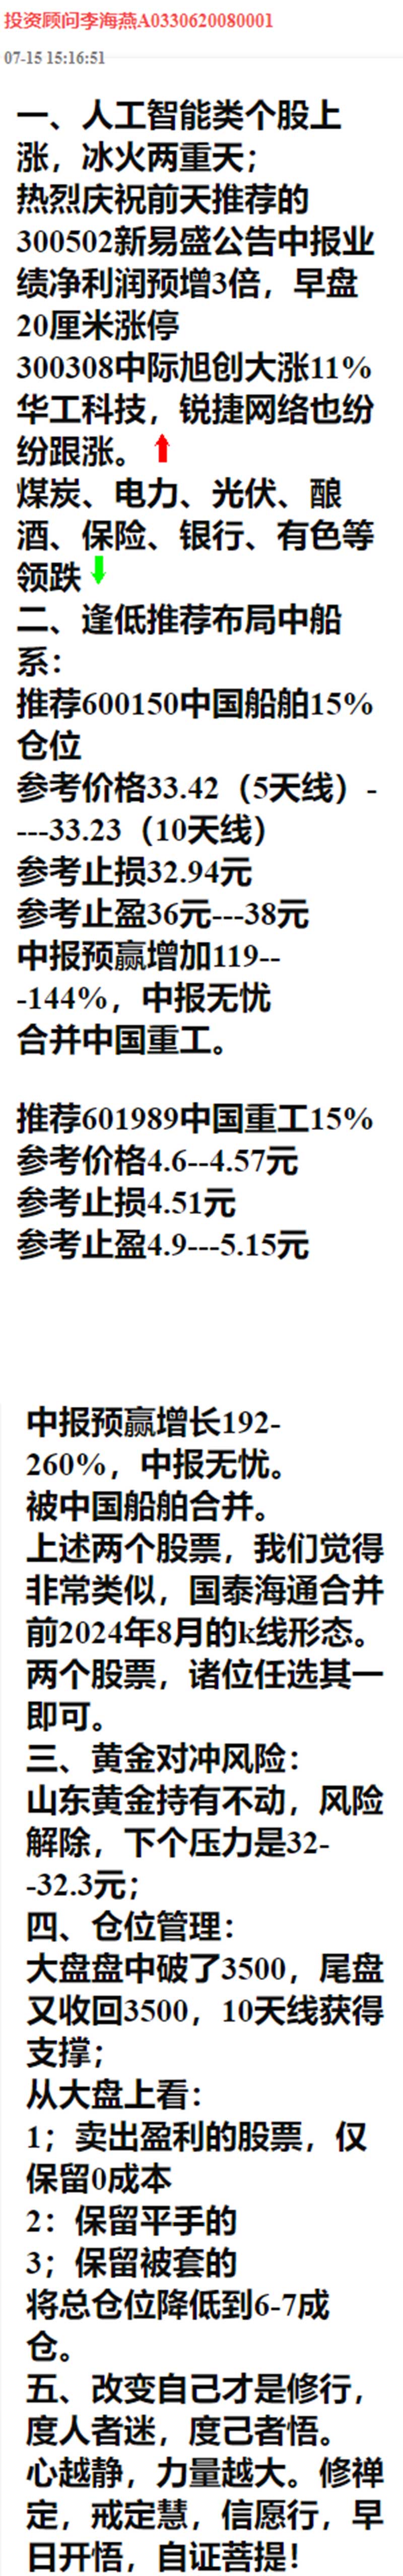 投资顾问李海燕A0330620080001
07-15 15:16:51
一、人工智能类个股上
涨，冰火两重天；
热烈庆祝前天推荐的
300502新易盛公告中报业
绩净利润预增3倍，早盘
20厘米涨停
300308中际旭创大涨11%
华工科技，锐捷网络也纷
纷跟涨。
煤炭、电力、光伏、酿
酒、保险、银行、有色等
领跌
二、逢低推荐布局中船
系：
推荐600150中国船舶15%
仓位
参考价格33.42（5天线）-
---33.23（10天线）
参考止损32.94元
参考止盈36元---38元
中报预赢增加119--
-144%，中报无忧
合并中国重工。
推荐601989中国重工15%
参考价格4.6--4.57元
参考止损4.51元
参考止盈4.9---5.15元
中报预赢增长192-
260%，中报无忧。
被中国船舶合并。
上述两个股票，我们觉得
非常类似，国泰海通合并
前2024年8月的k线形态。
两个股票，诸位任选其一
即可。
三、黄金对冲风险：
山东黄金持有不动，风险
解除，下个压力是32-
-32.3元；
四、仓位管理：
大盘盘中破了3500，尾盘
又收回3500，10天线获得
支撑；
从大盘上看：
1；卖出盈利的股票，仅
保留0成本
2：保留平手的
3；保留被套的
将总仓位降低到6-7成
仓。
五、改变自己才是修行，
度人者迷，度己者悟。
心越静，力量越大。修禅
定，戒定慧，信愿行，早
日开悟，自证菩提！